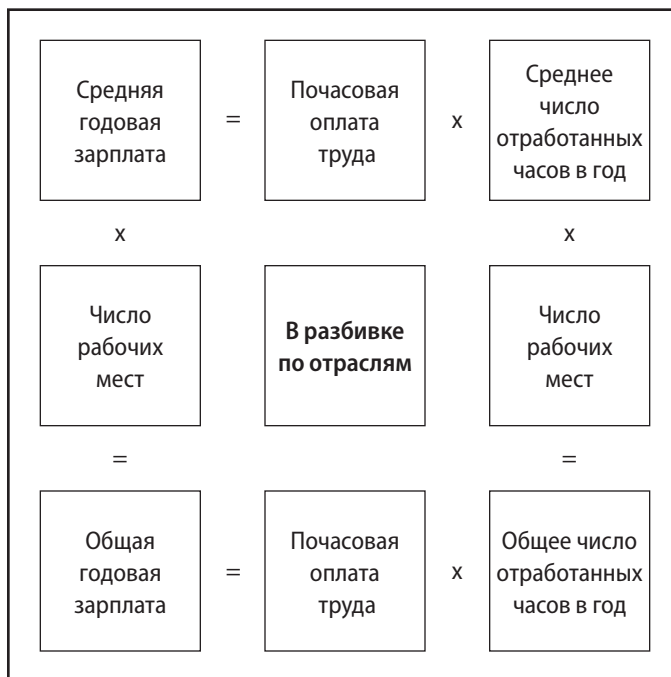 Средняя
годовая
зарплата
=
Почасовая
оплата
труда
x
Среднее
число
отработанных
часов в год
x
x
Число
рабочих
мест
В разбивке
по отраслям
Число
рабочих
мест
=
=
Общая
годовая
зарплата
=
Почасовая
оплата
труда
x
Общее число
отработанных
часов в год